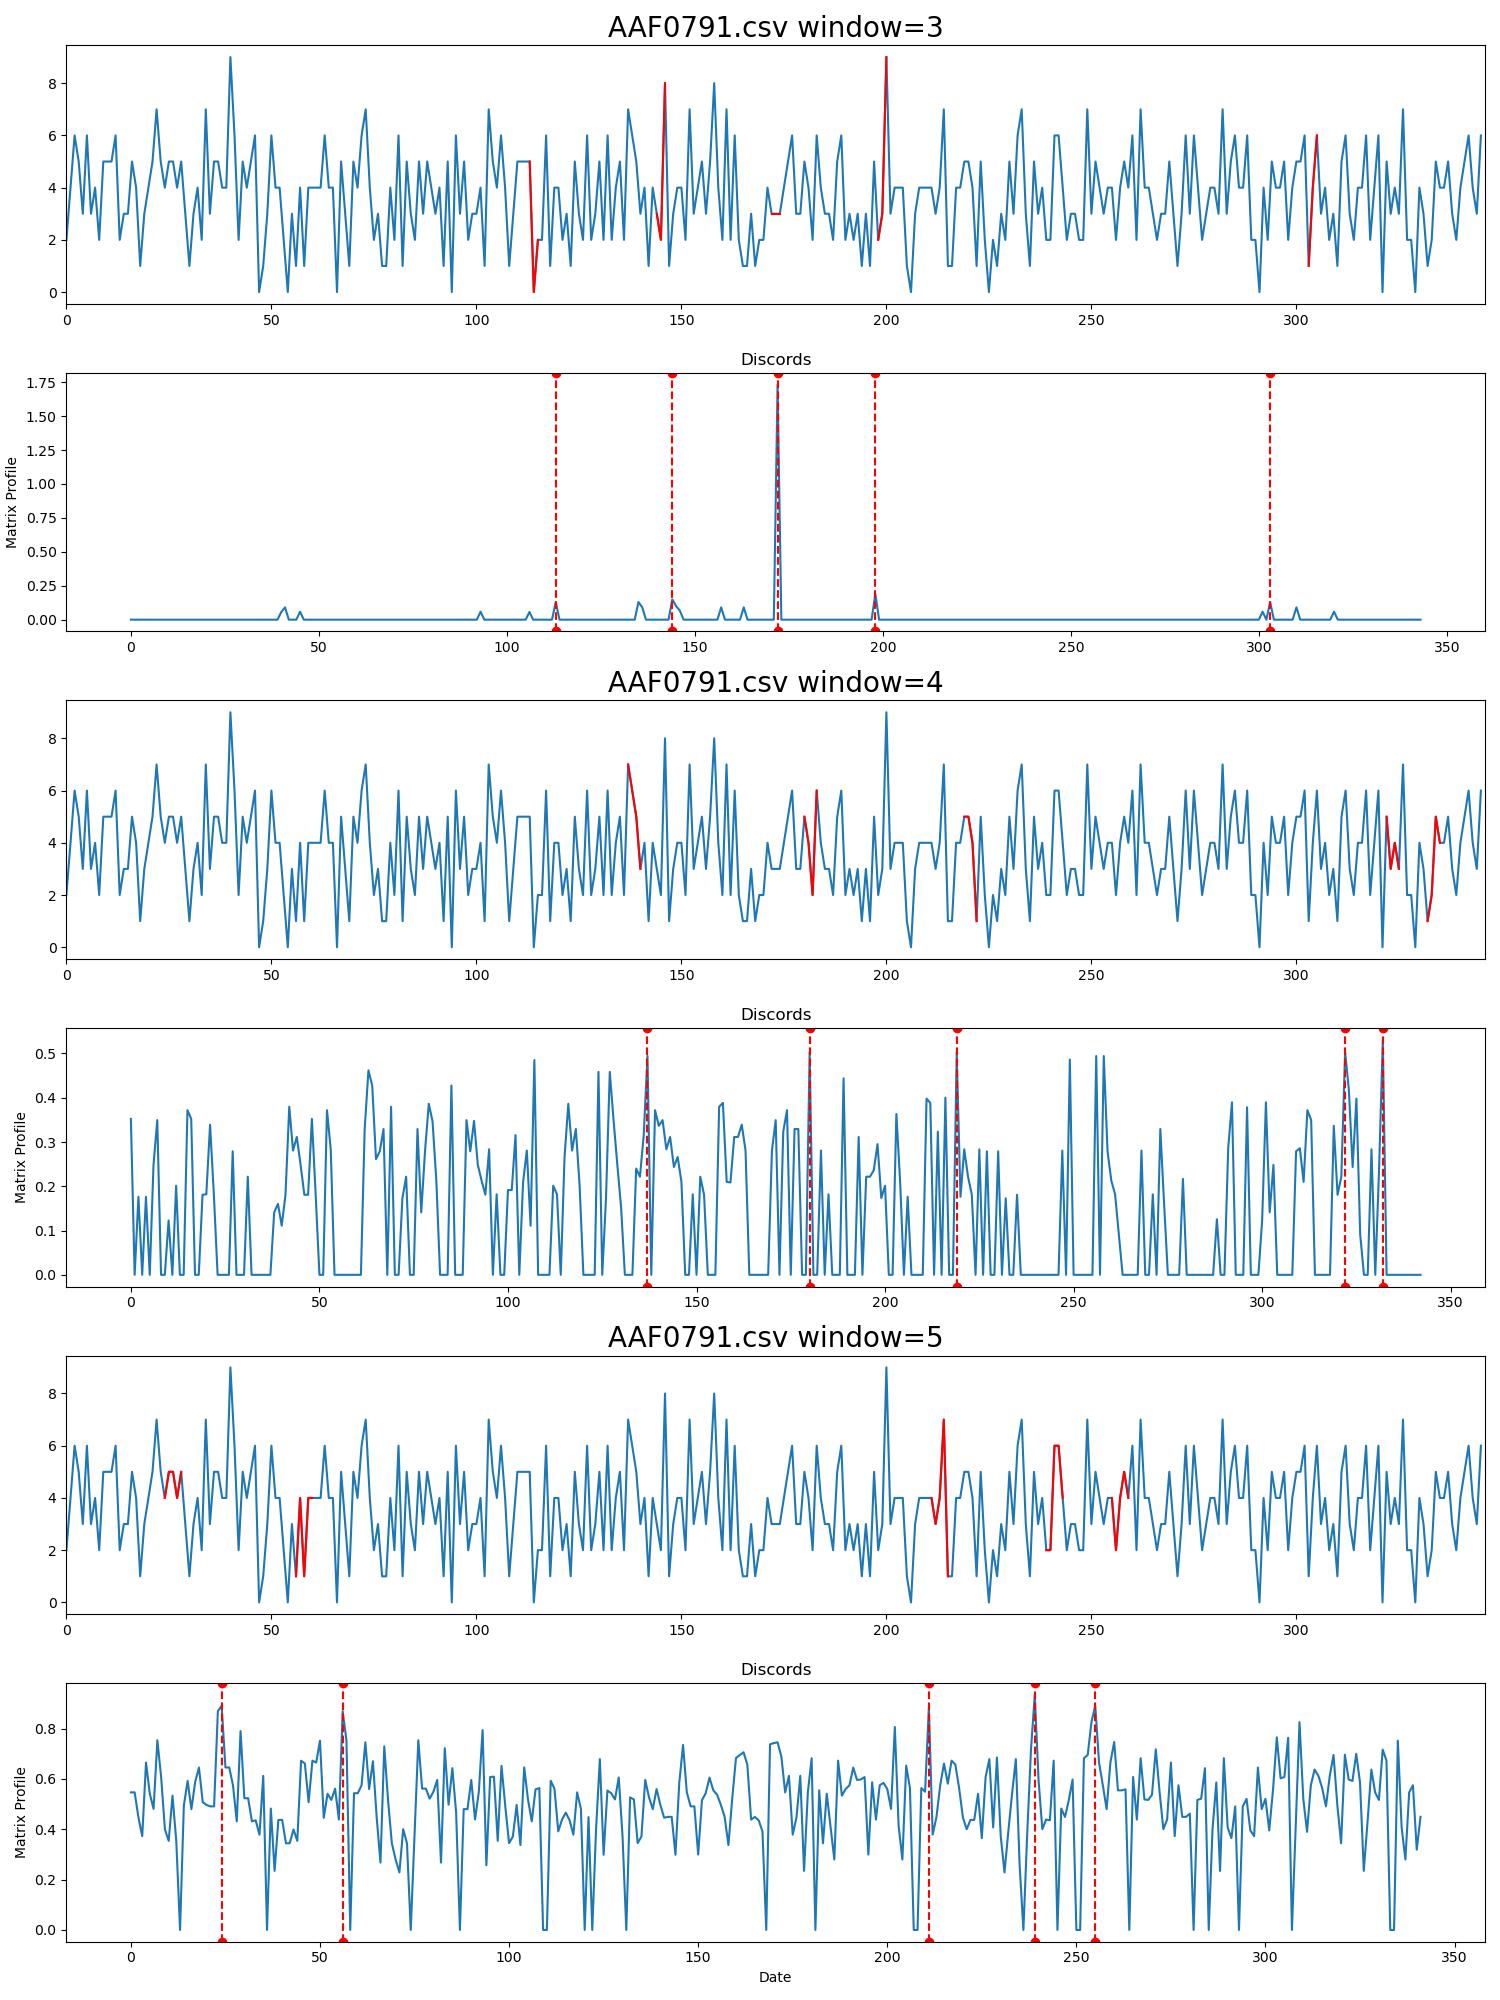 AAF0791.csv window=3
8
6
4
2
0
0 50 100 150 200 250 300
Discords
Matrix Profile
1.75
1.50
1.25
1.00
0.75
0.50
0.25
0.00
0 50 100 150 200 250 300 350
AAF0791.csv window=4
8
6
4
2
0
0 50 100 150 200 250 300
Discords
Matrix Profile
0.5
0.4
0.3
0.2
0.1
0.0
0 50 100 150 200 250 300 350
AAF0791.csv window=5
8
6
4
2
0
0 50 100 150 200 250 300
Discords
Matrix Profile
0.8
0.6
0.4
0.2
0.0
0 50 100 150 200 250 300 350
Date